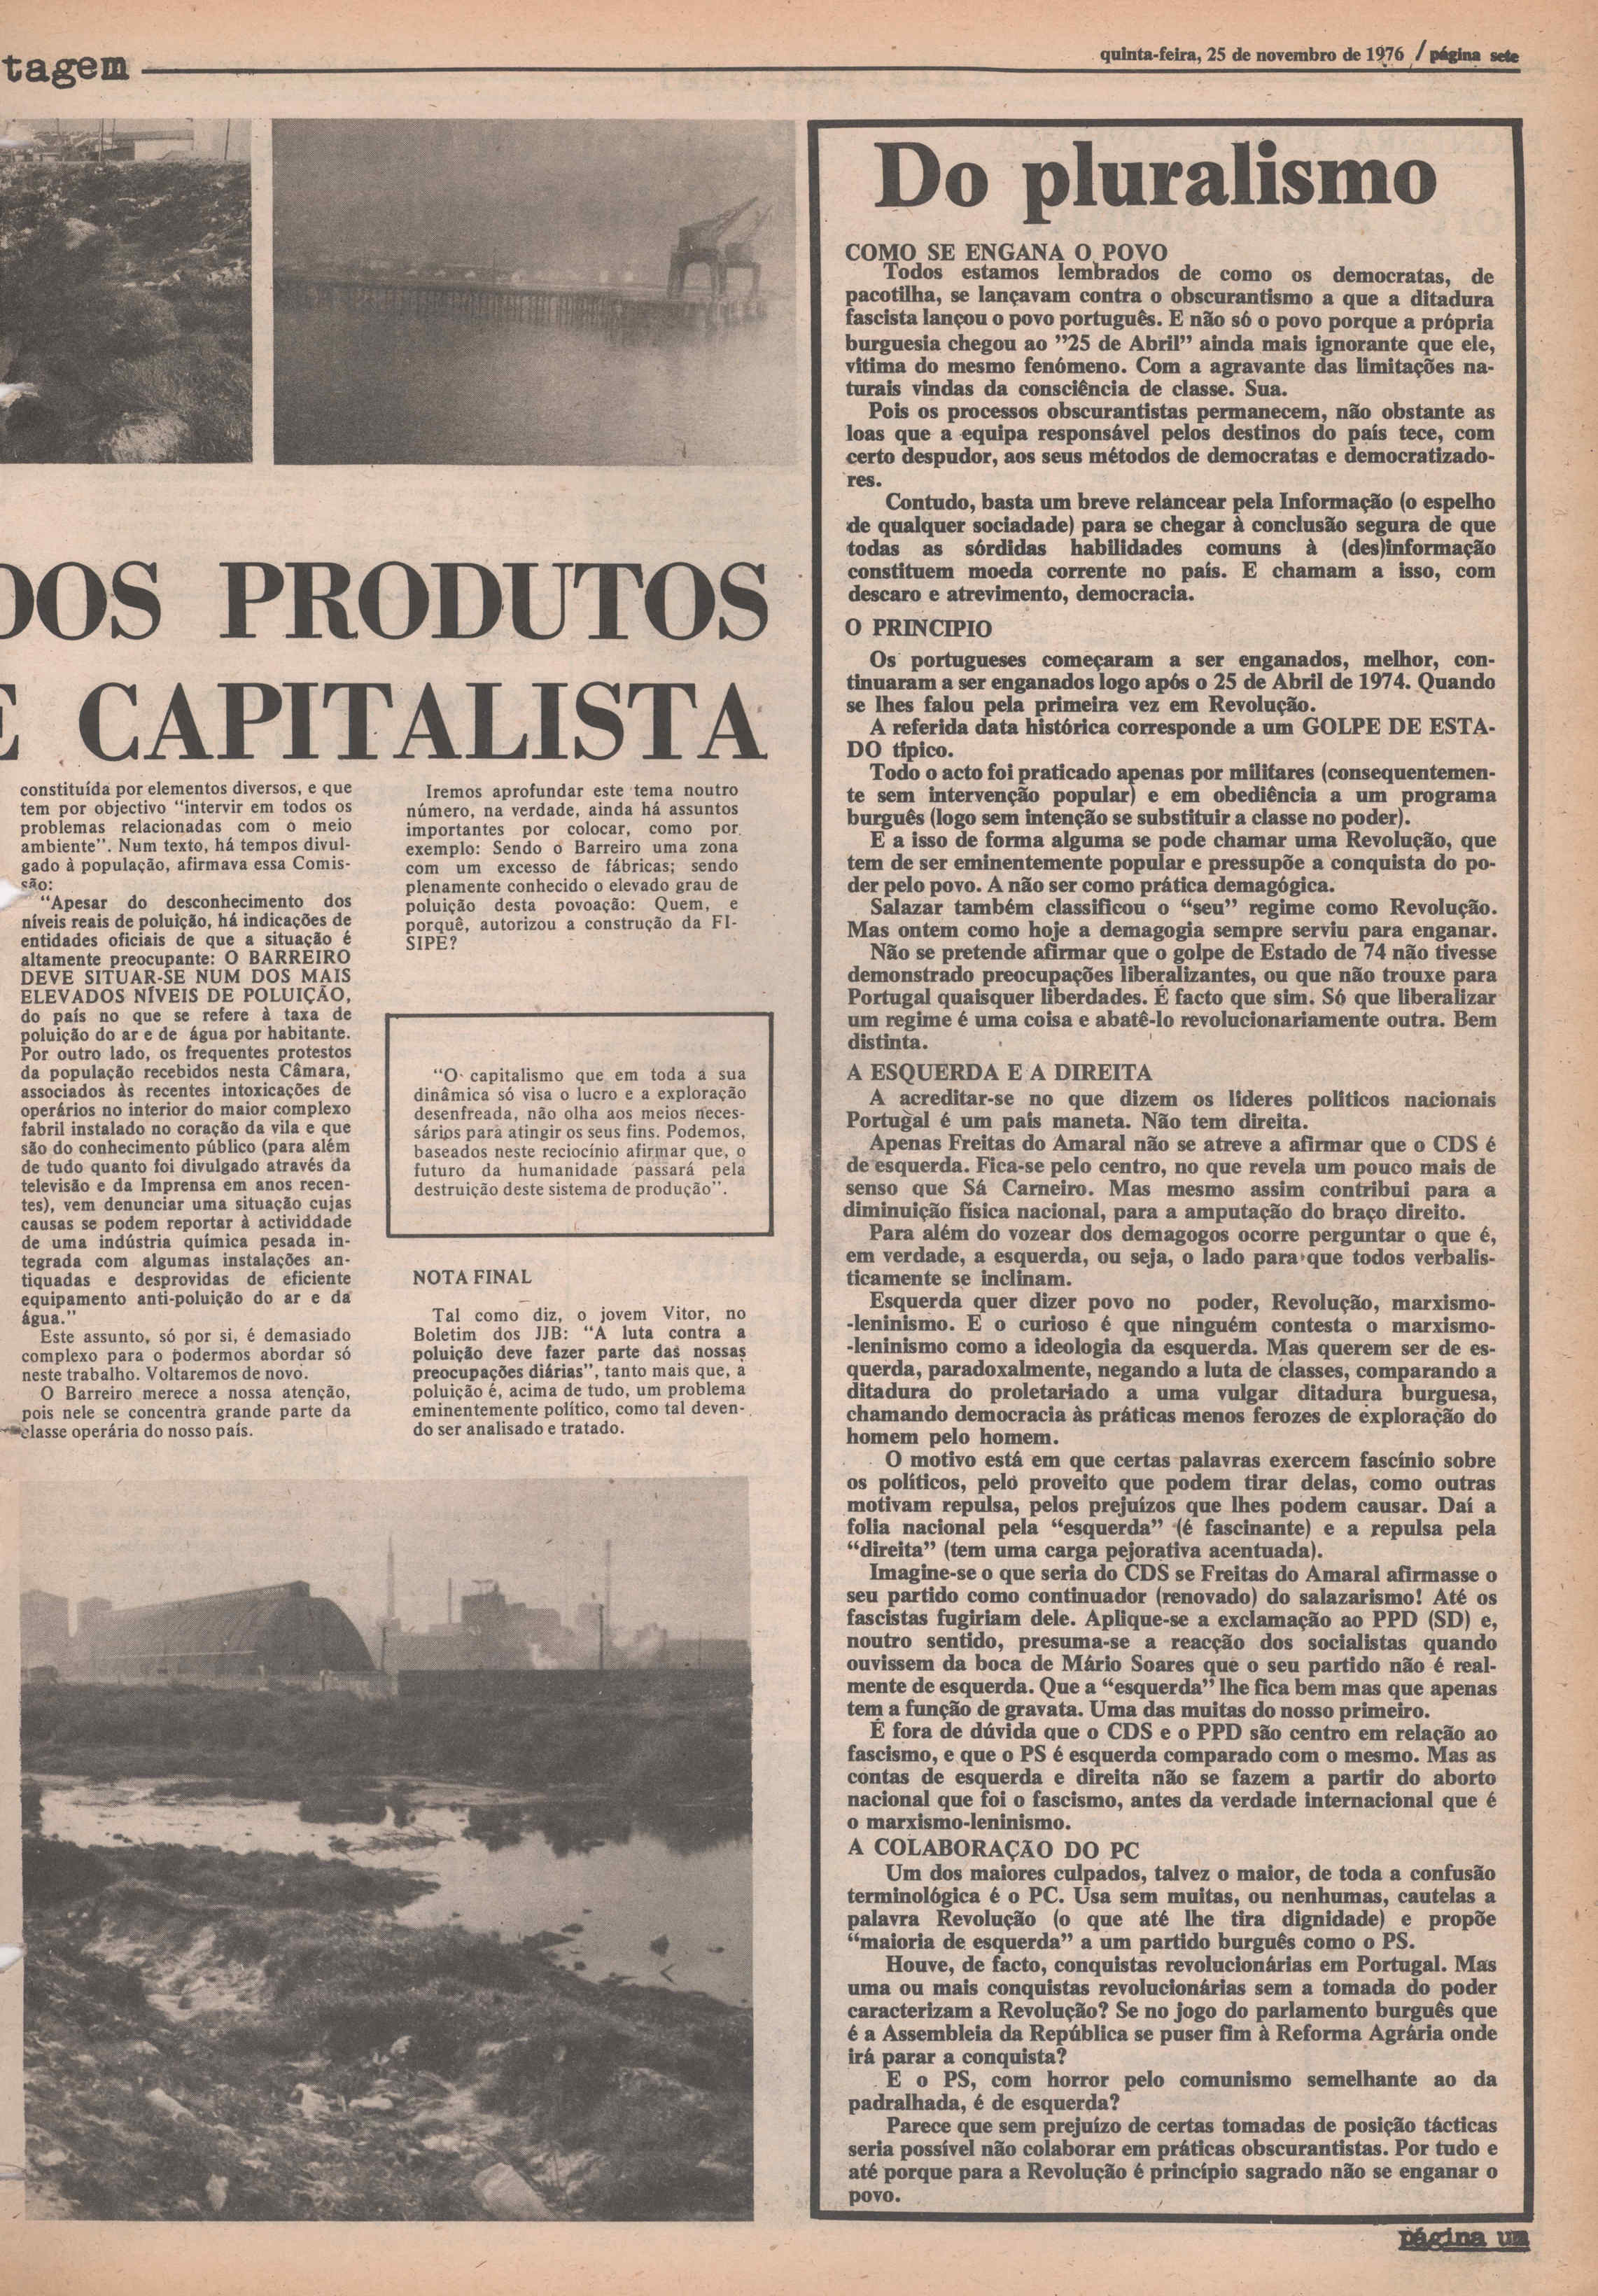 tagem
quinta-feira, 25 de novembro de 1976 / página sete
DOS PRODUTOS
E CAPITALISTA
constituída por elementos diversos, e que
tem por objectivo "intervir em todos os
problemas relacionadas com o meio
ambiente". Num texto, há tempos divul-
gado à população, afirmava essa Comis-
são:
"Apesar do desconhecimento dos
níveis reais de poluição, há indicações de
entidades oficiais de que a situação é
altamente preocupante: O BARREIRO
DEVE SITUAR-SE NUM DOS MAIS
ELEVADOS NÍVEIS DE POLUIÇÃO,
do país no que se refere à taxa de
poluição do ar e de água por habitante.
Por outro lado, os frequentes protestos
da população recebidos nesta Câmara,
associados às recentes intoxicações de
operários no interior do maior complexo
fabril instalado no coração da vila e que
são do conhecimento público (para além
de tudo quanto foi divulgado através da
televisão e da Imprensa em anos recen-
tes), vem denunciar uma situação cujas
causas se podem reportar à actividdade
de uma indústria química pesada in-
tegrada com algumas instalações an-
tiquadas e desprovidas de eficiente
equipamento anti-poluição do ar e da
água."
Este assunto, só por si, é demasiado
complexo para o podermos abordar só
neste trabalho. Voltaremos de novo.
O Barreiro merece a nossa atenção,
pois nele se concentra grande parte da
classe operária do nosso país.
Iremos aprofundar este tema noutro
número, na verdade, ainda há assuntos
importantes por colocar, como por
exemplo: Sendo o Barreiro uma zona
com um excesso de fábricas; sendo
plenamente conhecido o elevado grau de
poluição desta povoação: Quem, e
porquê, autorizou a construção da FI-
SIPE?
"O capitalismo que em toda a sua
dinâmica só visa o lucro e a exploração
desenfreada, não olha aos meios neces-
sários para atingir os seus fins. Podemos,
baseados neste reciocínio afirmar que, o
futuro da humanidade passará pela
destruição deste sistema de produção".
NOTA FINAL
Tal como diz, o jovem Vitor, no
Boletim dos JJB: "A luta contra a
poluição deve fazer parte das nossas
preocupações diárias", tanto mais que, a
poluição é, acima de tudo, um problema
eminentemente político, como tal deven-
do ser analisado e tratado.
Do pluralismo
COMO SE ENGANA O POVO
Todos estamos lembrados de como os democratas, de
pacotilha, se lançavam contra o obscurantismo a que a ditadura
fascista lançou o povo português. E não só o povo porque a própria
burguesia chegou ao "25 de Abril" ainda mais ignorante que ele,
vítima do mesmo fenómeno. Com a agravante das limitações na-
turais vindas da consciência de classe. Sua.
Pois os processos obscurantistas permanecem, não obstante as
loas que a equipa responsável pelos destinos do país tece, com
certo despudor, aos seus métodos de democratas e democratizado-
res.
Contudo, basta um breve relancear pela Informação (o espelho
de qualquer sociadade) para se chegar à conclusão segura de que
todas as sórdidas habilidades comuns à (des)informação
constituem moeda corrente no país. E chamam a isso, com
descaro e atrevimento, democracia.
O PRINCIPIO
Os portugueses começaram a ser enganados, melhor, con-
tinuaram a ser enganados logo após o 25 de Abril de 1974. Quando
se lhes falou pela primeira vez em Revolução.
A referida data histórica corresponde a um GOLPE DE ESTA-
DO típico.
Todo o acto foi praticado apenas por militares (consequentemen-
te sem intervenção popular) e em obediência a um programa
burguês (logo sem intenção se substituir a classe no poder).
E a isso de forma alguma se pode chamar uma Revolução, que
tem de ser eminentemente popular e pressupõe a conquista do po-
der pelo povo. A não ser como prática demagógica.
Salazar também classificou o "seu" regime como Revolução.
Mas ontem como hoje a demagogia sempre serviu para enganar.
Não se pretende afirmar que o golpe de Estado de 74 não tivesse
demonstrado preocupações liberalizantes, ou que não trouxe para
Portugal quaisquer liberdades. É facto que sim. Só que liberalizar
um regime é uma coisa e abatê-lo revolucionariamente outra. Bem
distinta.
A ESQUERDA E A DIREITA
A acreditar-se no que dizem os lideres políticos nacionais
Portugal é um país maneta. Não tem direita.
Apenas Freitas do Amaral não se atreve a afirmar que o CDS é
de esquerda. Fica-se pelo centro, no que revela um pouco mais de
senso que Sá Carneiro. Mas mesmo assim contribui para a
diminuição física nacional, para a amputação do braço direito.
Para além do vozear dos demagogos ocorre perguntar o que é,
em verdade, a esquerda, ou seja, o lado para que todos verbalis-
ticamente se inclinam.
Esquerda quer dizer povo no poder, Revolução, marxismo-
-leninismo. E o curioso é que ninguém contesta o marxismo-
-leninismo como a ideologia da esquerda. Mas querem ser de es-
querda, paradoxalmente, negando a luta de classes, comparando a
ditadura do proletariado a uma vulgar ditadura burguesa,
chamando democracia às práticas menos ferozes de exploração do
homem pelo homem.
O motivo está em que certas palavras exercem fascínio sobre
os políticos, pelo proveito que podem tirar delas, como outras
motivam repulsa, pelos prejuízos que lhes podem causar. Daí a
folia nacional pela "esquerda" (é fascinante) e a repulsa pela
"direita" (tem uma carga pejorativa acentuada).
Imagine-se o que seria do CDS se Freitas do Amaral afirmasse o
seu partido como continuador (renovado) do salazarismo! Até os
fascistas fugiriam dele. Aplique-se a exclamação ao PPD (SD) e,
noutro sentido, presuma-se a reacção dos socialistas quando
ouvissem da boca de Mário Soares que o seu partido não é real-
mente de esquerda. Que a "esquerda" lhe fica bem mas que apenas
tem a função de gravata. Uma das muitas do nosso primeiro.
É fora de dúvida que o CDS e o PPD são centro em relação ao
fascismo, e que o PS é esquerda comparado com o mesmo. Mas as
contas de esquerda e direita não se fazem a partir do aborto
nacional que foi o fascismo, antes da verdade internacional que é
o marxismo-leninismo.
A COLABORAÇÃO DO PC
Um dos maiores culpados, talvez o maior, de toda a confusão
terminológica é o PC. Usa sem muitas, ou nenhumas, cautelas a
palavra Revolução (o que até lhe tira dignidade) e propõe
"maioria de esquerda" a um partido burguês como o PS.
Houve, de facto, conquistas revolucionárias em Portugal. Mas
uma ou mais conquistas revolucionárias sem a tomada do poder
caracterizam a Revolução? Se no jogo do parlamento burguês que
é a Assembleia da República se puser fim à Reforma Agrária onde
irá parar a conquista?
E o PS, com horror pelo comunismo semelhante ao da
padralhada, é de esquerda?
Parece que sem prejuízo de certas tomadas de posição tácticas
seria possível não colaborar em práticas obscurantistas. Por tudo e
até porque para a Revolução é princípio sagrado não se enganar o
povo.
página um